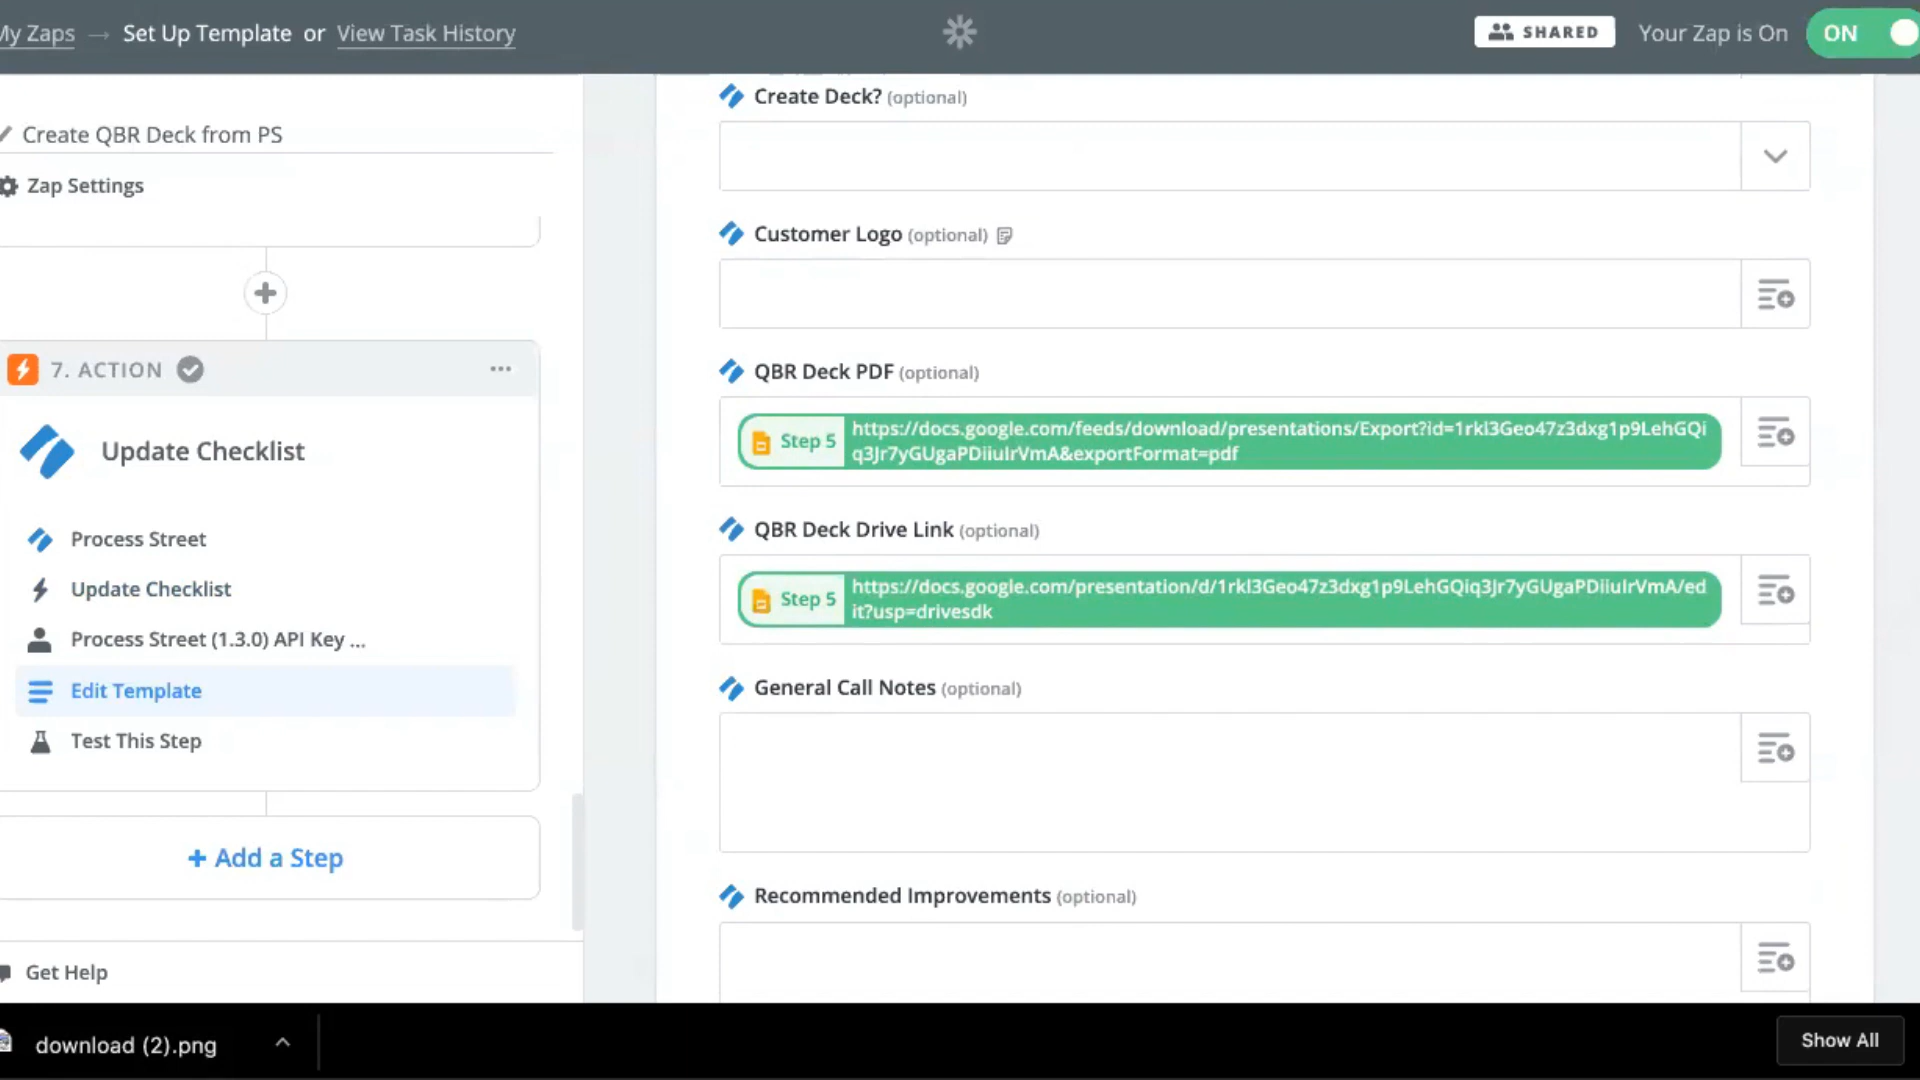 My Zaps → Set Up Template or View Task History
SHARED
Your Zap is On
ON
Create QBR Deck from PS
Zap Settings
7. ACTION
Update Checklist
Process Street
Update Checklist
Process Street (1.3.0) API Key ...
Edit Template
Test This Step
+ Add a Step
Get Help
Create Deck? (optional)
Customer Logo (optional)
QBR Deck PDF (optional)
Step 5
https://docs.google.com/feeds/download/presentations/Export?id=1rkl3Geo47z3dxg1p9LehGQi
q3Jr7yGUgaPDiiuIrVmA&exportFormat=pdf
QBR Deck Drive Link (optional)
Step 5
https://docs.google.com/presentation/d/1rkl3Geo47z3dxg1p9LehGQiq3Jr7yGUgaPDiiuIrVmA/ed
it?usp=drivesdk
General Call Notes (optional)
Recommended Improvements (optional)
download (2).png
Show All